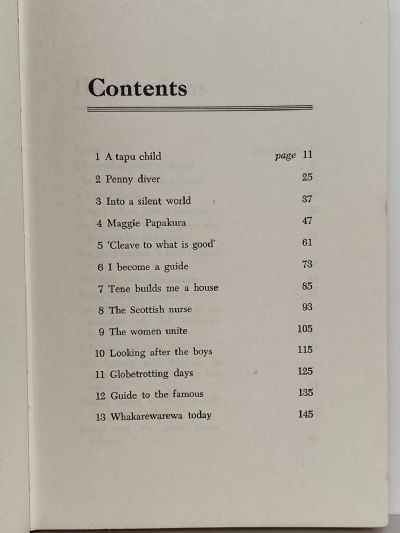 Contents
1 A tapu child page 11
2 Penny diver 25
3 Into a silent world 37
4 Maggie Papakura 47
5 'Cleave to what is good' 61
6 I become a guide 73
7 Tene builds me a house 85
8 The Scottish nurse 93
9 The women unite 105
10 Looking after the boys 115
11 Globetrotting days 125
12 Guide to the famous 135
13 Whakarewarewa today 145